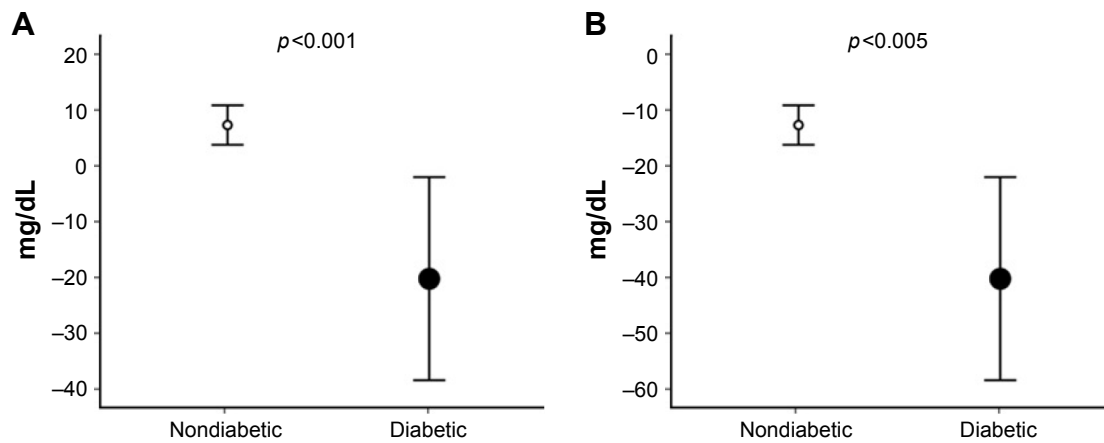 A
p<0.001
mg/dL
20
10
0
–10
–20
–30
–40
Nondiabetic
Diabetic
B
p<0.005
mg/dL
0
–10
–20
–30
–40
–50
–60
Nondiabetic
Diabetic